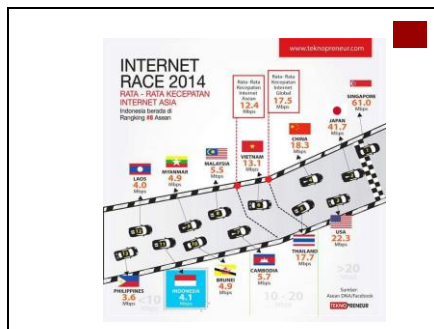 www.teknopreneur.com
INTERNET
RACE 2014
RATA - RATA KECEPATAN
INTERNET ASIA
Indonesia berada di
Rangking #8 Asean
Rata-Rata
Kecepatan
Internet
Asean
12.4
Mbps
Rata-Rata
Kecepatan
Internet
Global
17.5
Mbps
SINGAPORE
61.0
Mbps
JAPAN
41.7
Mbps
CHINA
18.3
Mbps
VIETNAM
13.1
Mbps
MALAYSIA
5.5
Mbps
MYANMAR
4.9
Mbps
LAOS
4.0
Mbps
USA
22.3
Mbps
THAILAND
17.7
Mbps
CAMBODIA
5.7
Mbps
BRUNEI
4.9
Mbps
INDONESIA
4.1
Mbps
PHILIPPINES
3.6
Mbps
<10
10 - 20
>20
Sumber:
Asean DNA/Facebook
TEKNOPRENEUR